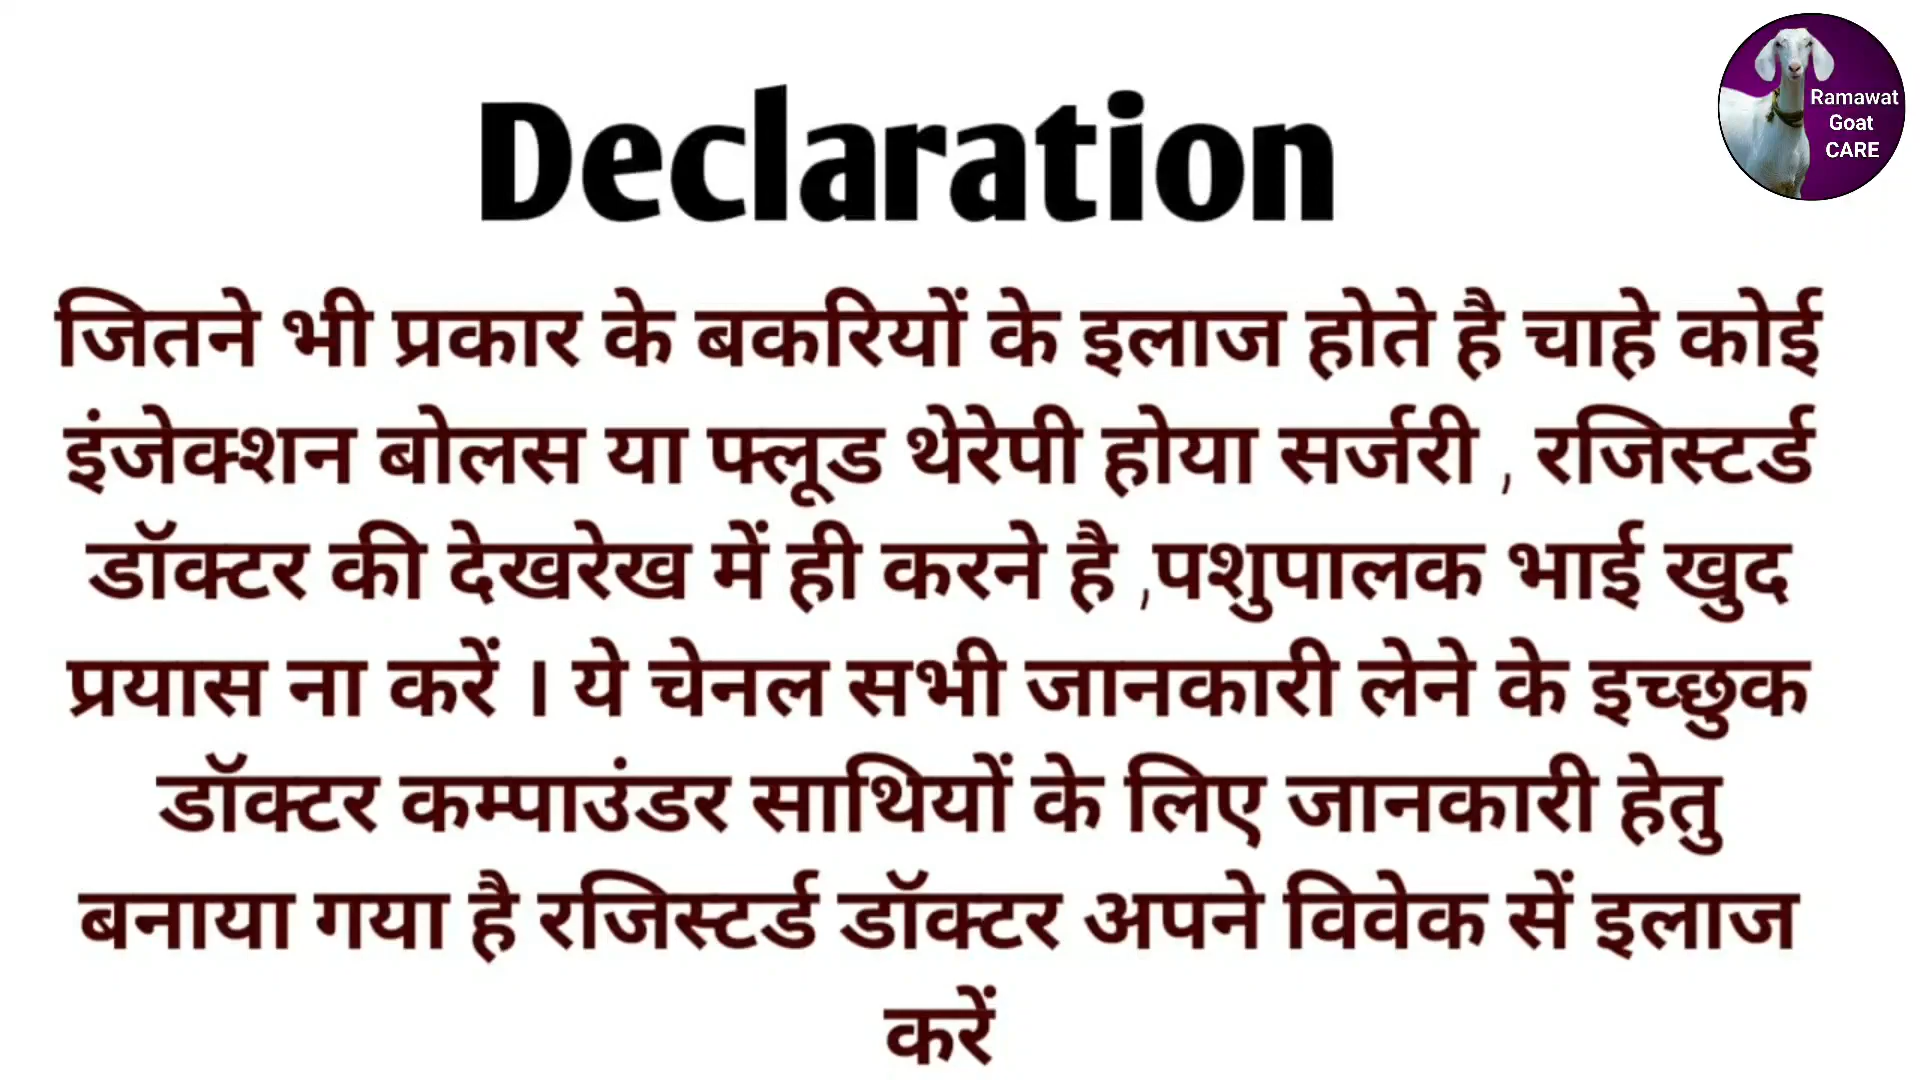 Ramawat
Goat
CARE
Declaration
जितने भी प्रकार के बकरियों के इलाज होते है चाहे कोई
इंजेक्शन बोलस या फ्लूड थेरेपी होया सर्जरी , रजिस्टर्ड
डॉक्टर की देखरेख में ही करने है ,पशुपालक भाई खुद
प्रयास ना करें । ये चेनल सभी जानकारी लेने के इच्छुक
डॉक्टर कम्पाउंडर साथियों के लिए जानकारी हेतु
बनाया गया है रजिस्टर्ड डॉक्टर अपने विवेक सें इलाज
करें